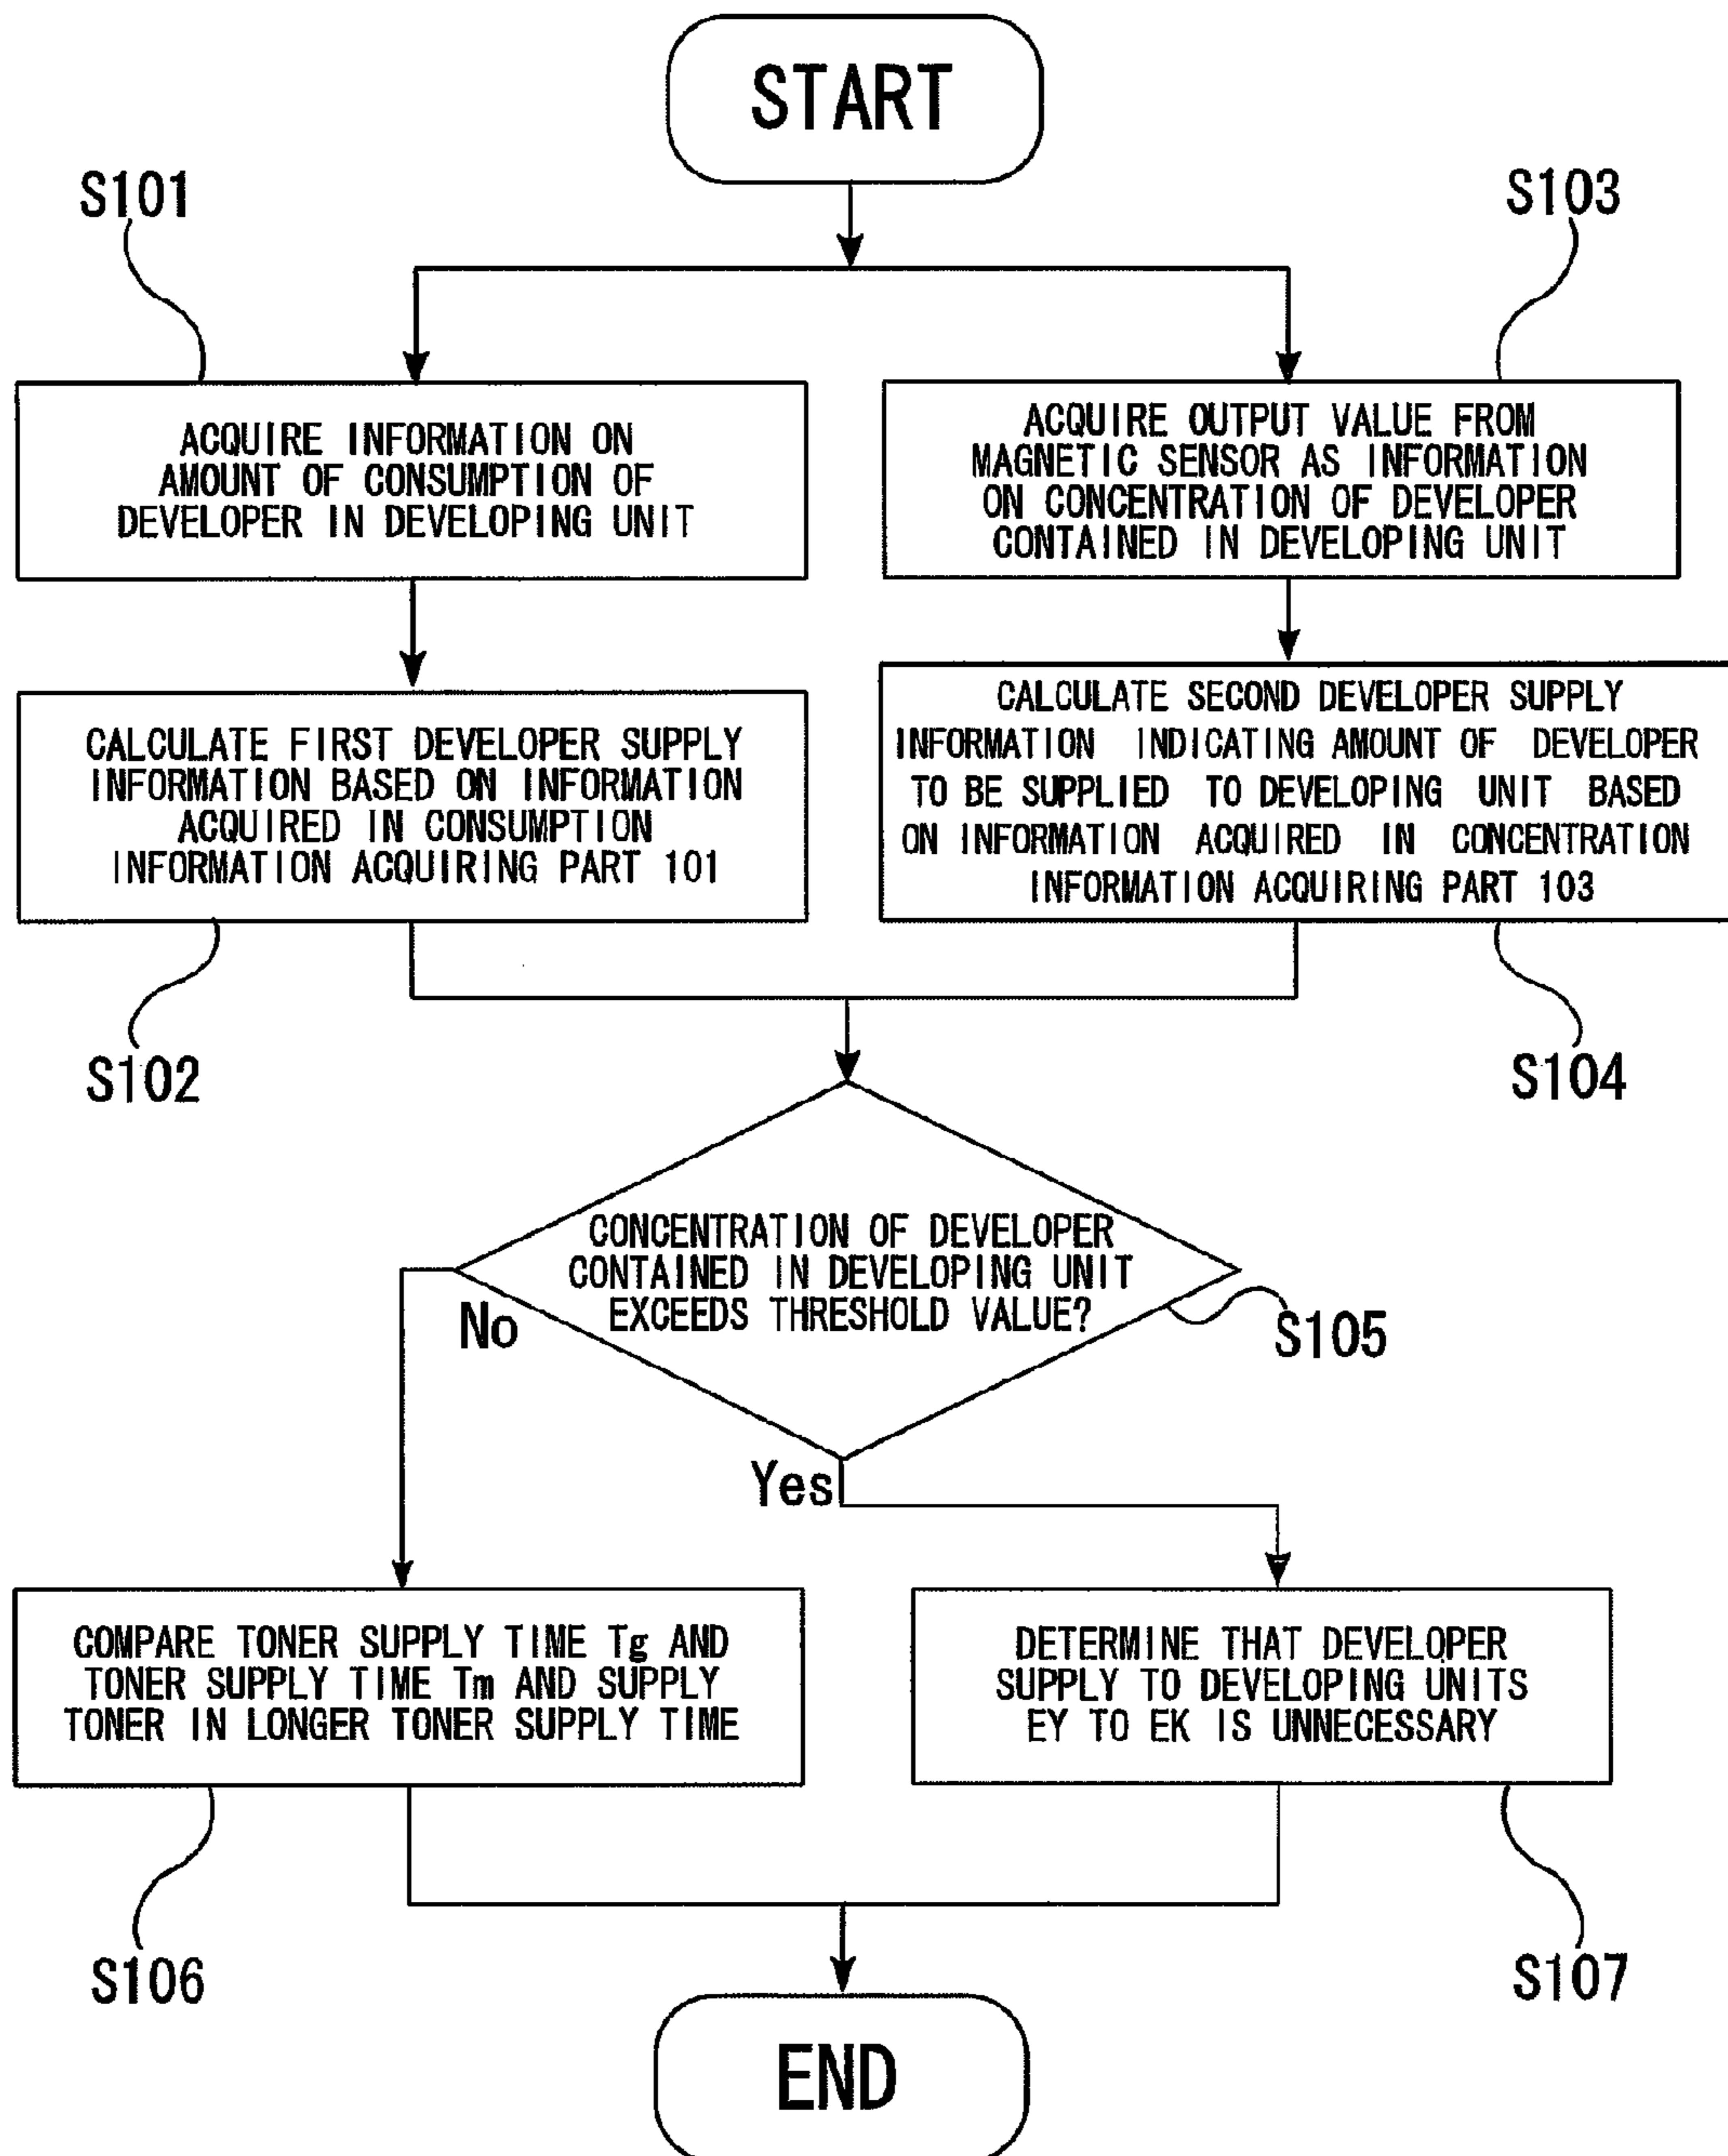 START
S101
S103
ACQUIRE INFORMATION ON
AMOUNT OF CONSUMPTION OF
DEVELOPER IN DEVELOPING UNIT
ACQUIRE OUTPUT VALUE FROM
MAGNETIC SENSOR AS INFORMATION
ON CONCENTRATION OF DEVELOPER
CONTAINED IN DEVELOPING UNIT
CALCULATE FIRST DEVELOPER SUPPLY
INFORMATION BASED ON INFORMATION
ACQUIRED IN CONSUMPTION
INFORMATION ACQUIRING PART 101
CALCULATE SECOND DEVELOPER SUPPLY
INFORMATION INDICATING AMOUNT OF DEVELOPER
TO BE SUPPLIED TO DEVELOPING UNIT BASED
ON INFORMATION ACQUIRED IN CONCENTRATION
INFORMATION ACQUIRING PART 103
S102
S104
CONCENTRATION OF DEVELOPER
CONTAINED IN DEVELOPING UNIT
EXCEEDS THRESHOLD VALUE?
No
S105
Yes
COMPARE TONER SUPPLY TIME Tg AND
TONER SUPPLY TIME Tm AND SUPPLY
TONER IN LONGER TONER SUPPLY TIME
DETERMINE THAT DEVELOPER
SUPPLY TO DEVELOPING UNITS
EY TO EK IS UNNECESSARY
S106
S107
END